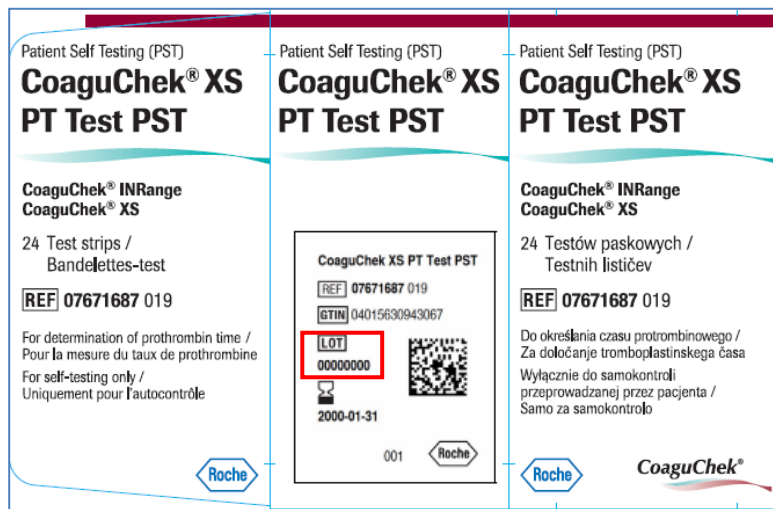 Patient Self Testing (PST)
CoaguChek® XS
PT Test PST
CoaguChek® INRange
CoaguChek® XS
24 Test strips /
Bandelettes-test
REF 07671687 019
For determination of prothrombin time /
Pour la mesure du taux de prothrombine
For self-testing only /
Uniquement pour l'autocontrôle
Roche
Patient Self Testing (PST)
CoaguChek® XS
PT Test PST
CoaguChek XS PT Test PST
REF 07671687 019
GTIN 04015630943067
LOT
00000000
2000-01-31
001
Roche
Patient Self Testing (PST)
CoaguChek® XS
PT Test PST
CoaguChek® INRange
CoaguChek® XS
24 Testów paskowych /
Testnih lističev
REF 07671687 019
Do określania czasu protrombinowego /
Za določanje tromboplastinskega časa
Wyłącznie do samokontroli
przeprowadzanej przez pacjenta /
Samo za samokontrolo
Roche
CoaguChek®